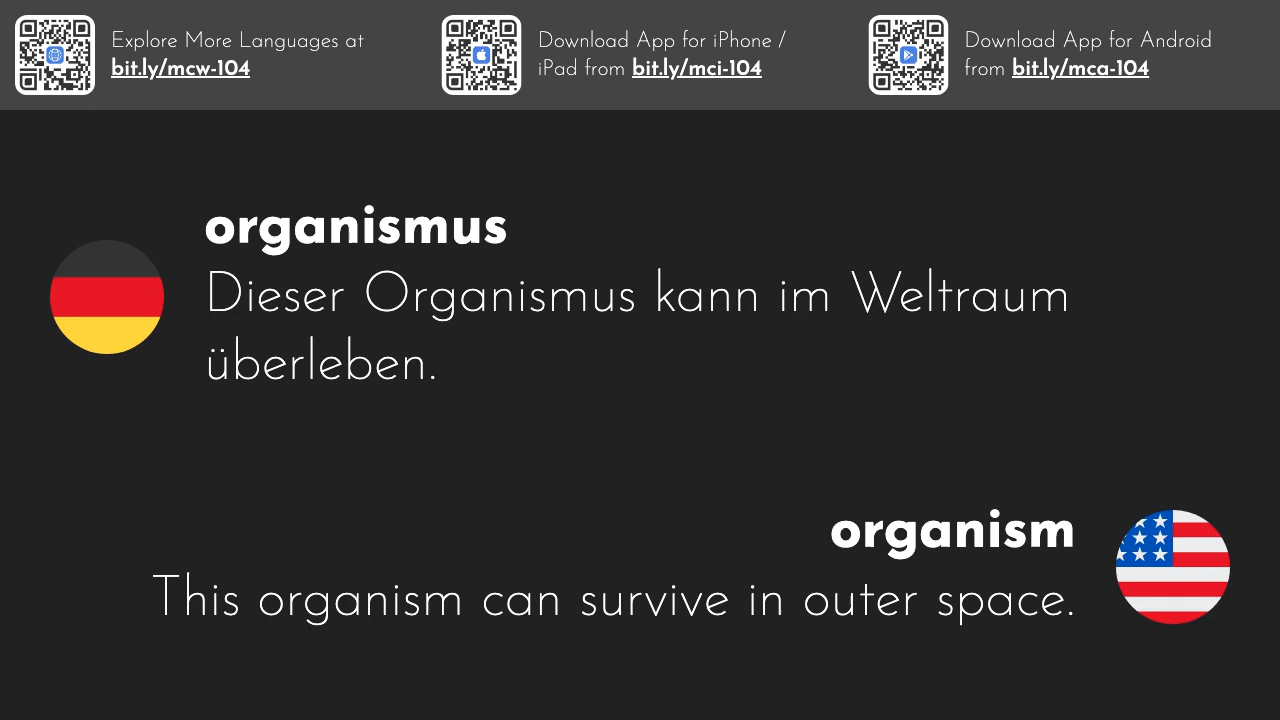 Explore More Languages at
bit.ly/mcw-104
Download App for iPhone /
iPad from bit.ly/mci-104
Download App for Android
from bit.ly/mca-104
organismus
Dieser Organismus kann im Weltraum
überleben.
organism
This organism can survive in outer space.